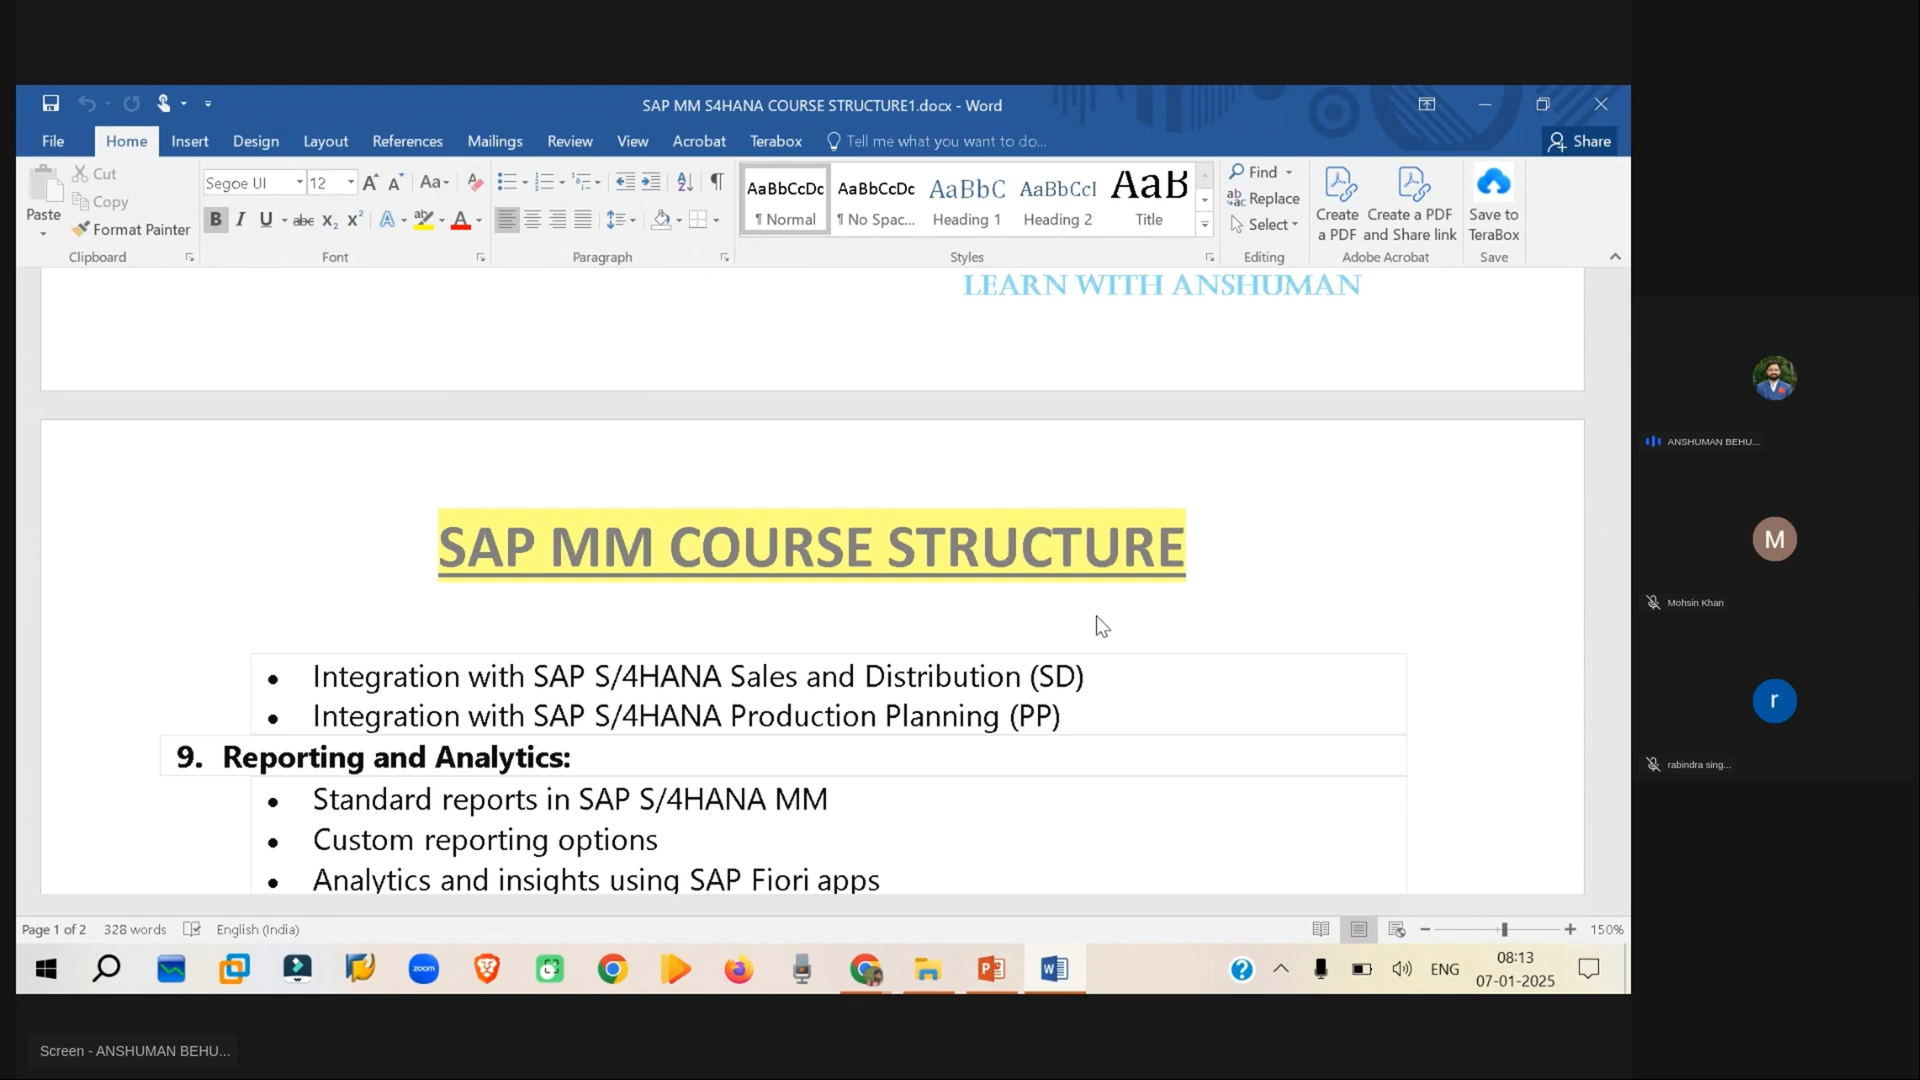 SAP MM S4HANA COURSE STRUCTURE1.docx - Word
File Home Insert Design Layout References Mailings Review View Acrobat Terabox Tell me what you want to do... Share
Paste
Cut
Copy
Format Painter
Clipboard
Segoe UI 12
Font
Paragraph
AaBbCcDc AaBbCcDc AaBbC AaBbCcI AaB
¶ Normal ¶ No Spac... Heading 1 Heading 2 Title
Styles
Find
Replace
Select
Editing
Create a PDF
Create a PDF and Share link
Adobe Acrobat
Save to TeraBox
Save
LEARN WITH ANSHUMAN
SAP MM COURSE STRUCTURE
• Integration with SAP S/4HANA Sales and Distribution (SD)
• Integration with SAP S/4HANA Production Planning (PP)
9. Reporting and Analytics:
• Standard reports in SAP S/4HANA MM
• Custom reporting options
• Analytics and insights using SAP Fiori apps
Page 1 of 2 328 words English (India) 150%
zoom
ENG
08:13
07-01-2025
ANSHUMAN BEHU...
M
Mohsin Khan
r
rabindra sing...
Screen - ANSHUMAN BEHU...